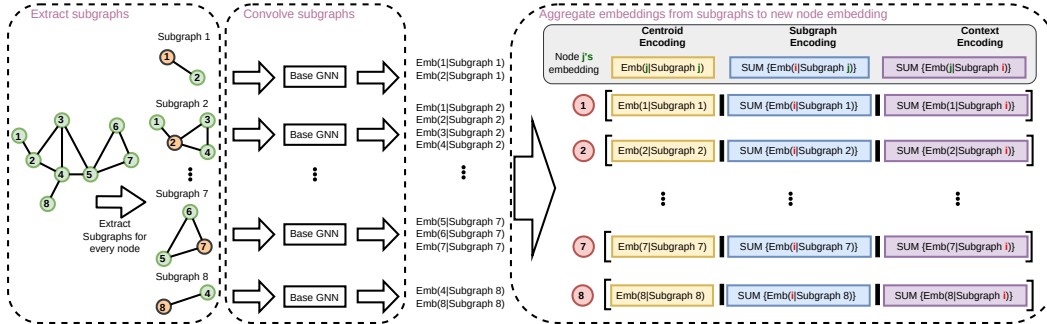 Extract subgraphs
Convolve subgraphs
Aggregate embeddings from subgraphs to new node embedding
1
2
3
4
5
6
7
8
Extract
Subgraphs for
every node
Subgraph 1
1
2
Subgraph 2
1
2
3
4
Subgraph 7
6
7
5
Subgraph 8
8
4
Base GNN
Base GNN
Base GNN
Base GNN
Emb(1|Subgraph 1)
Emb(2|Subgraph 1)
Emb(1|Subgraph 2)
Emb(2|Subgraph 2)
Emb(3|Subgraph 2)
Emb(4|Subgraph 2)
Emb(5|Subgraph 7)
Emb(6|Subgraph 7)
Emb(7|Subgraph 7)
Emb(4|Subgraph 8)
Emb(8|Subgraph 8)
Node j's
embedding
Centroid
Encoding
Subgraph
Encoding
Context
Encoding
Emb(j|Subgraph j)
SUM {Emb(i|Subgraph j)}
SUM {Emb(j|Subgraph i)}
1
Emb(1|Subgraph 1)
SUM {Emb(i|Subgraph 1)}
SUM {Emb(1|Subgraph i)}
2
Emb(2|Subgraph 2)
SUM {Emb(i|Subgraph 2)}
SUM {Emb(2|Subgraph i)}
7
Emb(7|Subgraph 7)
SUM {Emb(i|Subgraph 7)}
SUM {Emb(7|Subgraph i)}
8
Emb(8|Subgraph 8)
SUM {Emb(i|Subgraph 8)}
SUM {Emb(8|Subgraph i)}